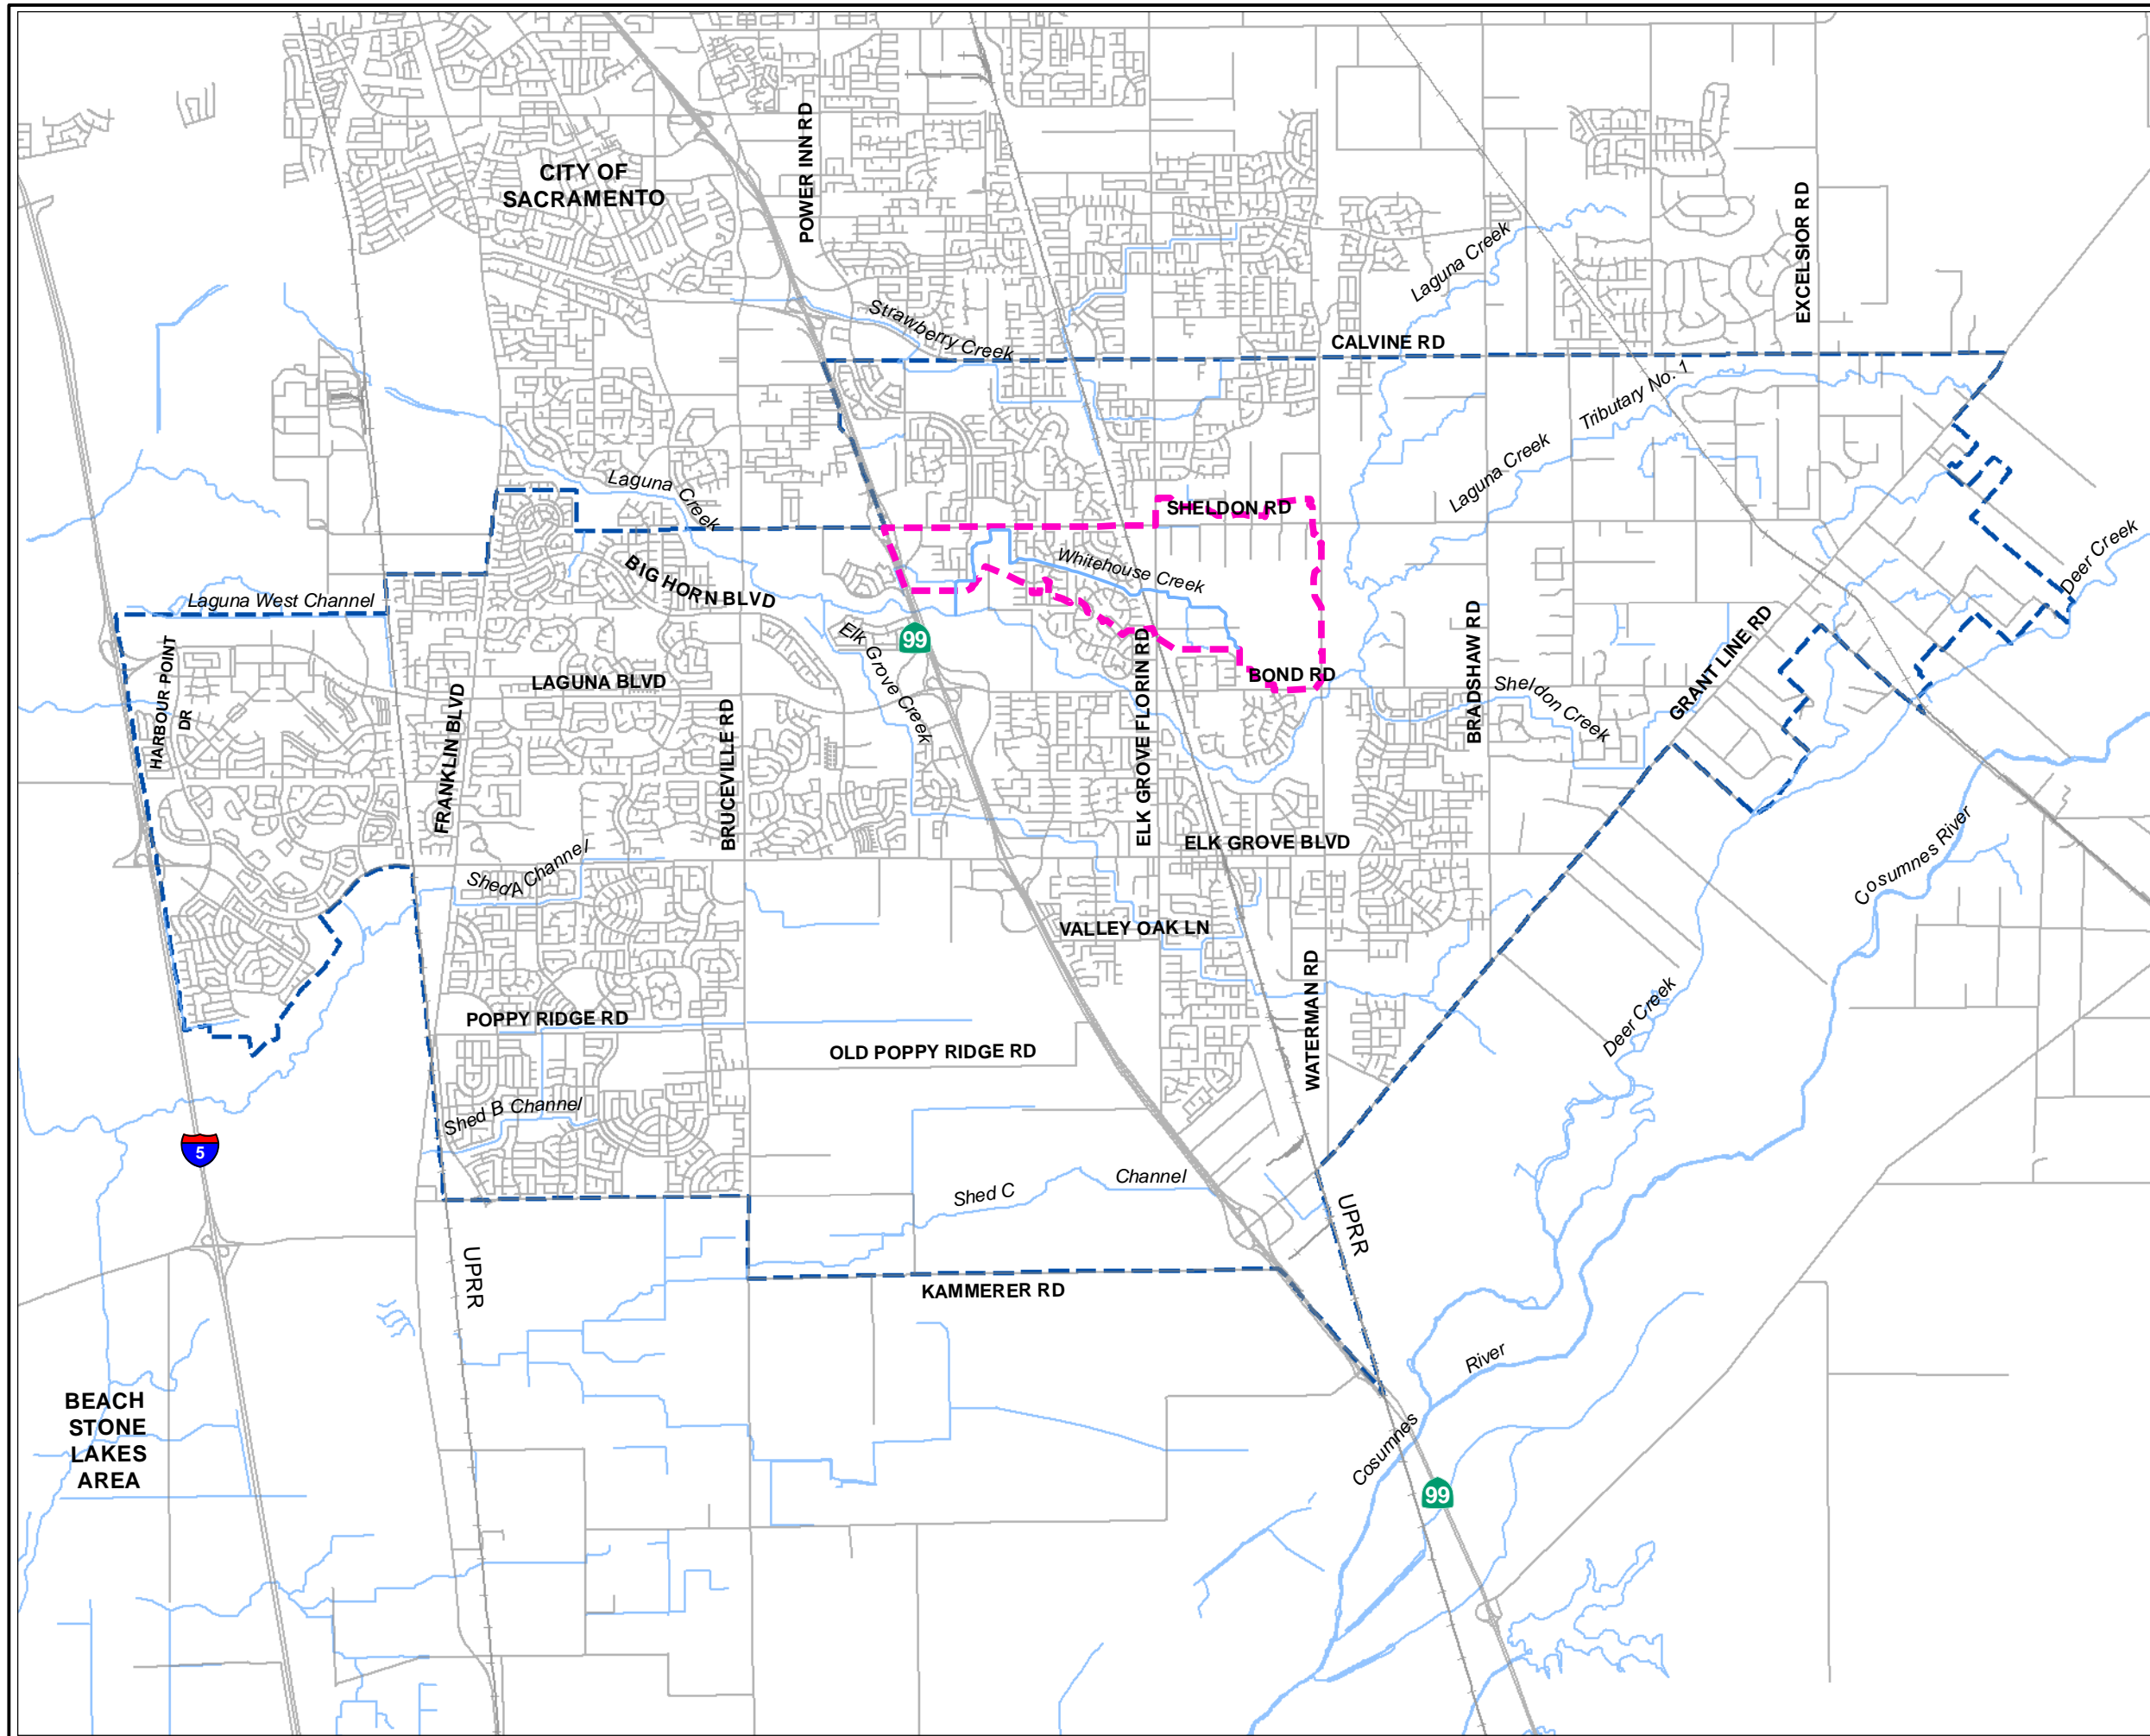 CITY OF
SACRAMENTO
POWER INN RD
EXCELSIOR RD
Laguna Creek
Strawberry Creek
CALVINE RD
Tributary No. 1
Laguna Creek
Laguna Creek
SHELDON RD
Deer Creek
Whitehouse Creek
BIG HORN BLVD
Laguna West Channel
99
Elk Grove Creek
HARBOUR POINT
DR
LAGUNA BLVD
FRANKLIN BLVD
BRUCEVILLE RD
ELK GROVE FLORIN RD
BOND RD
BRADSHAW RD
Sheldon Creek
GRANT LINE RD
Cosumnes River
ELK GROVE BLVD
Shed A Channel
VALLEY OAK LN
WATERMAN RD
Deer Creek
POPPY RIDGE RD
OLD POPPY RIDGE RD
Shed B Channel
5
Shed C
Channel
UPRR
UPRR
KAMMERER RD
River
Cosumnes
BEACH
STONE
LAKES
AREA
99